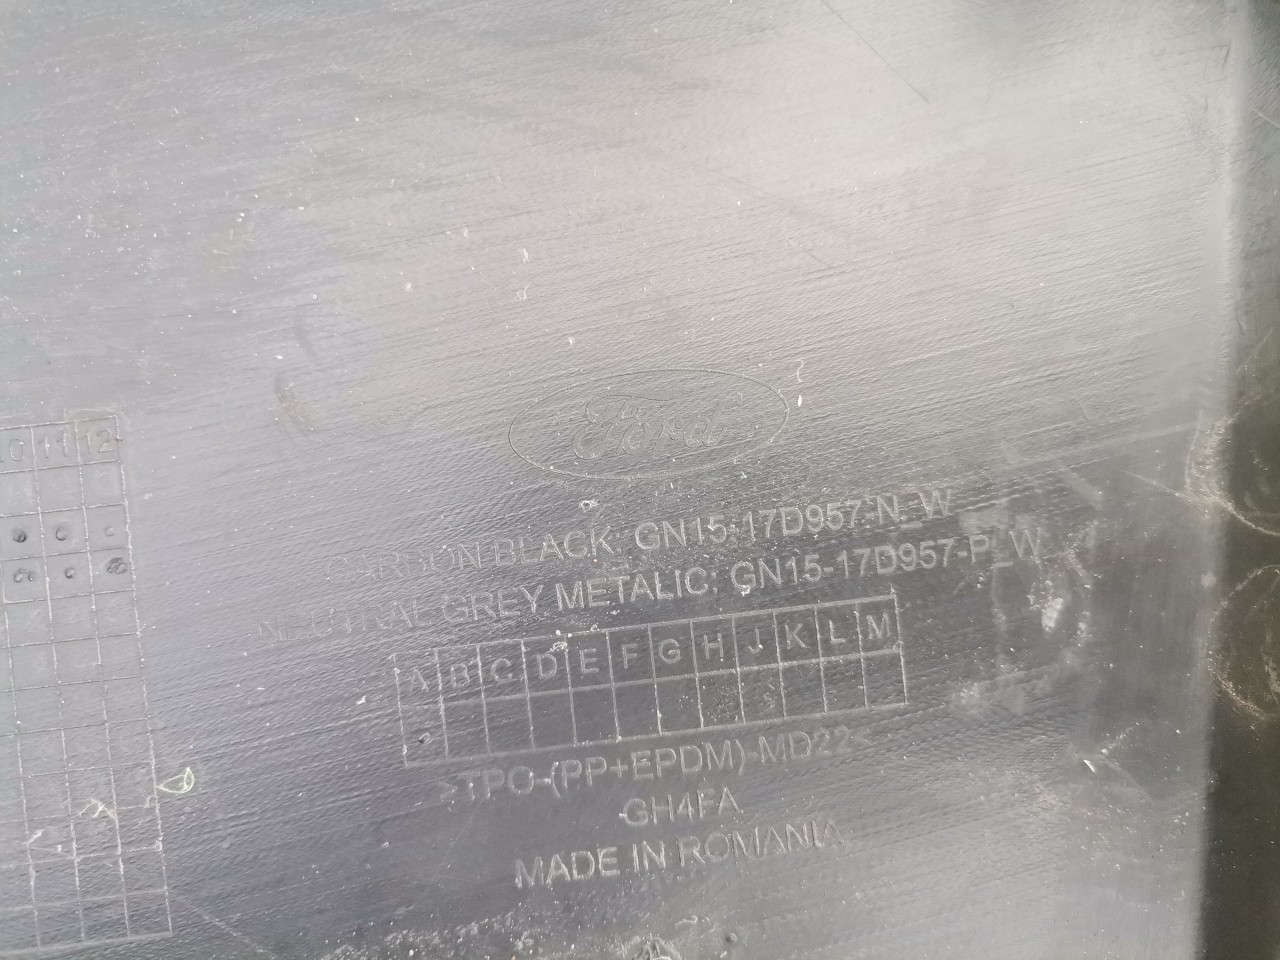 10 11 12
Ford
CARBON BLACK: GN15-17D957-N_W
NEUTRAL GREY METALIC: GN15-17D957-P_W
A B C D E F G H J K L M
>TPO-(PP+EPDM)-MD22<
GH4FA
MADE IN ROMANIA